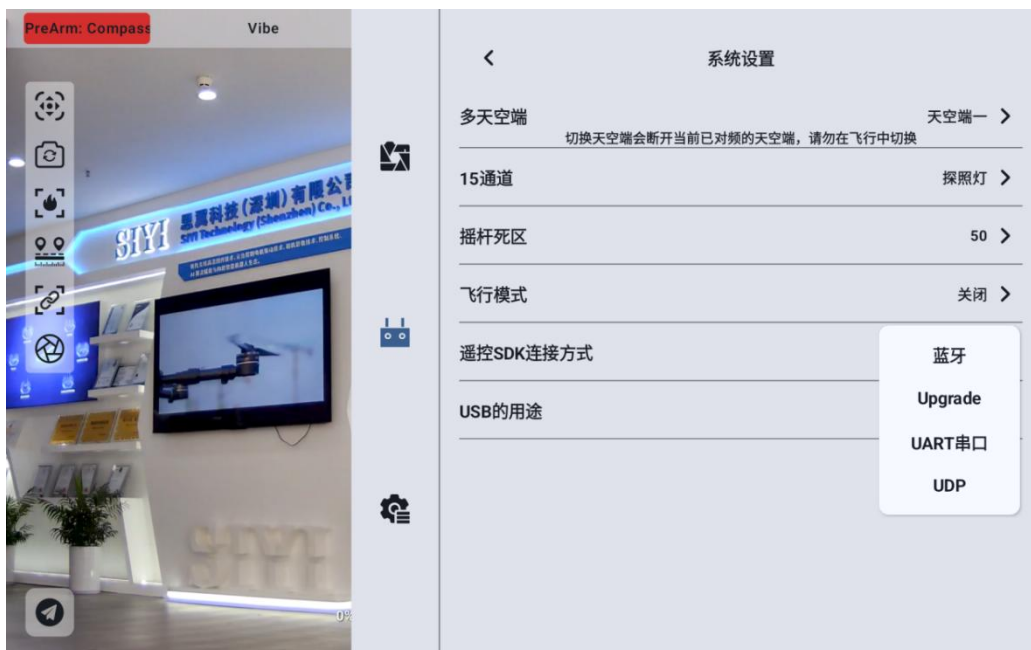 PreArm: Compass
Vibe
系统设置
多天空端
天空端一
切换天空端会断开当前已对频的天空端，请勿在飞行中切换
15通道
探照灯
摇杆死区
50
飞行模式
关闭
遥控SDK连接方式
蓝牙
Upgrade
USB的用途
UART串口
UDP
SIYI
思翼科技（深圳）有限公司
SIYI Technology (Shenzhen) Co., L
SIYI
0%